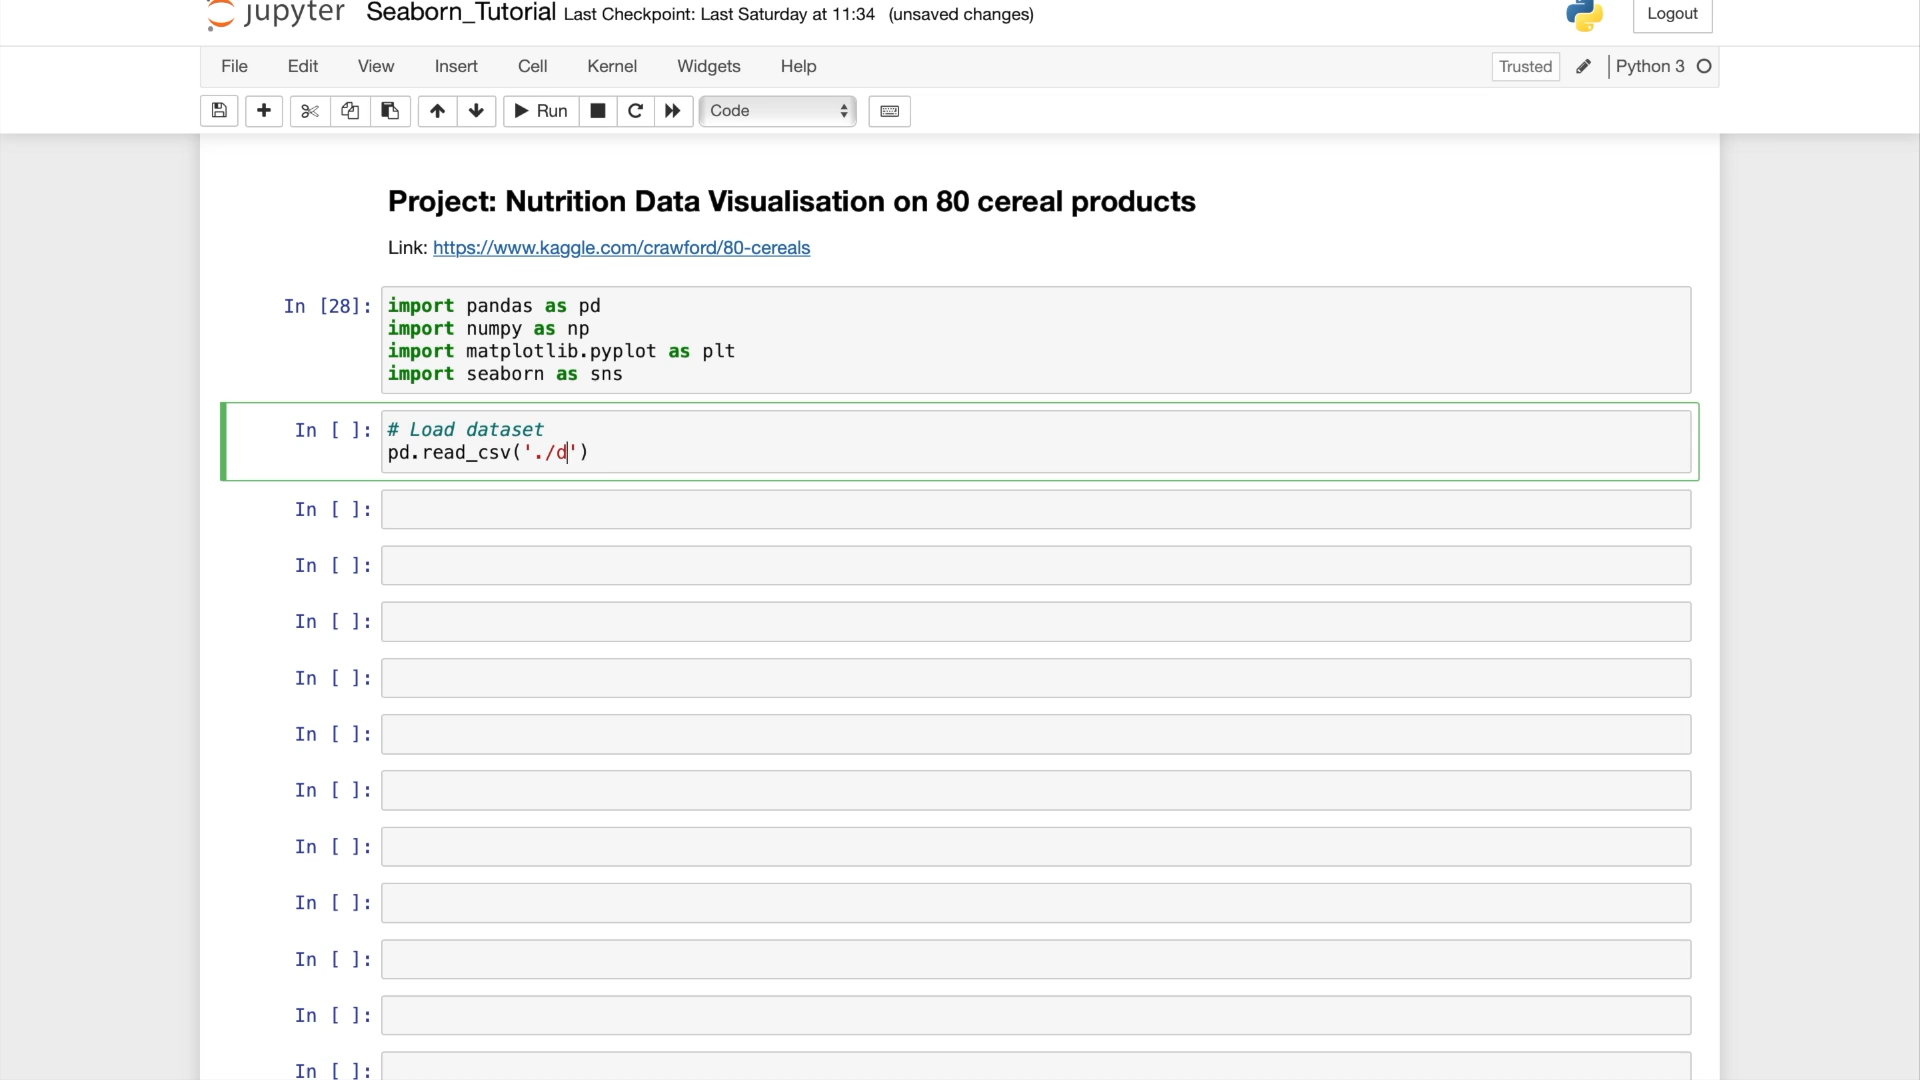 jupyter Seaborn_Tutorial Last Checkpoint: Last Saturday at 11:34 (unsaved changes) Logout
File Edit View Insert Cell Kernel Widgets Help Trusted Python 3
Run Code
Project: Nutrition Data Visualisation on 80 cereal products
Link: https://www.kaggle.com/crawford/80-cereals
In [28]: import pandas as pd
import numpy as np
import matplotlib.pyplot as plt
import seaborn as sns
In [ ]: # Load dataset
pd.read_csv('./d')
In [ ]:
In [ ]:
In [ ]:
In [ ]:
In [ ]:
In [ ]:
In [ ]:
In [ ]:
In [ ]:
In [ ]:
In [ ]: